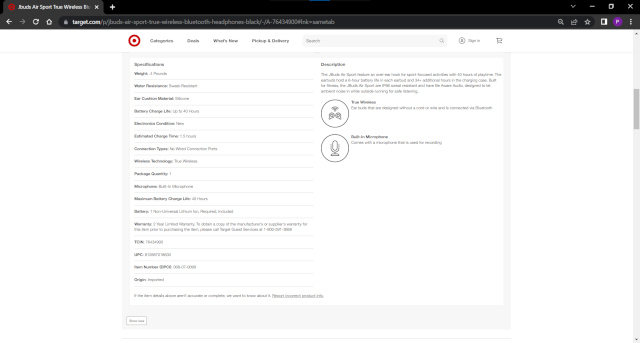 Jbuds Air Sport True Wireless Blu
target.com/p/jbuds-air-sport-true-wireless-bluetooth-headphones-black/-/A-76434900#lnk=sametab
Categories Deals What's New Pickup & Delivery Search Sign in
Specifications
Weight: .4 Pounds
Water Resistance: Sweat Resistant
Ear Cushion Material: Silicone
Battery Charge Life: Up to 40 hours
Electronics Condition: New
Estimated Charge Time: 1.5 hours
Connection Types: No Wired Connection Ports
Wireless Technology: True Wireless
Package Quantity: 1
Microphone: Built-In Microphone
Maximum Battery Charge Life: 40 hours
Battery: 1 Non-Universal Lithium Ion, Required, Included
Warranty: 2 Year Limited Warranty. To obtain a copy of the manufacturer's or supplier's warranty for
this item prior to purchasing the item, please call Target Guest Services at 1-800-591-3869
TCIN: 76434900
UPC:
Item Number (DPCI):
Origin: Imported
If the item details above aren't accurate or complete, we want to know about it. Report incorrect product info.
Show less
Description
The JBuds Air Sport feature an over-ear hook for sport-focused activities with 40 hours of playtime. The
earbuds hold a 6-hour battery life in each earbud and 34+ additional hours in the charging case. Built
for fitness, the JBuds Air Sport are IP66 sweat resistant and have Be Aware Audio, designed to let
ambient noise in while outside running for safe listening.
True Wireless
Ear buds that are designed without a cord or wire and is connected via Bluetooth
Built-In Microphone
Comes with a microphone that is used for recording